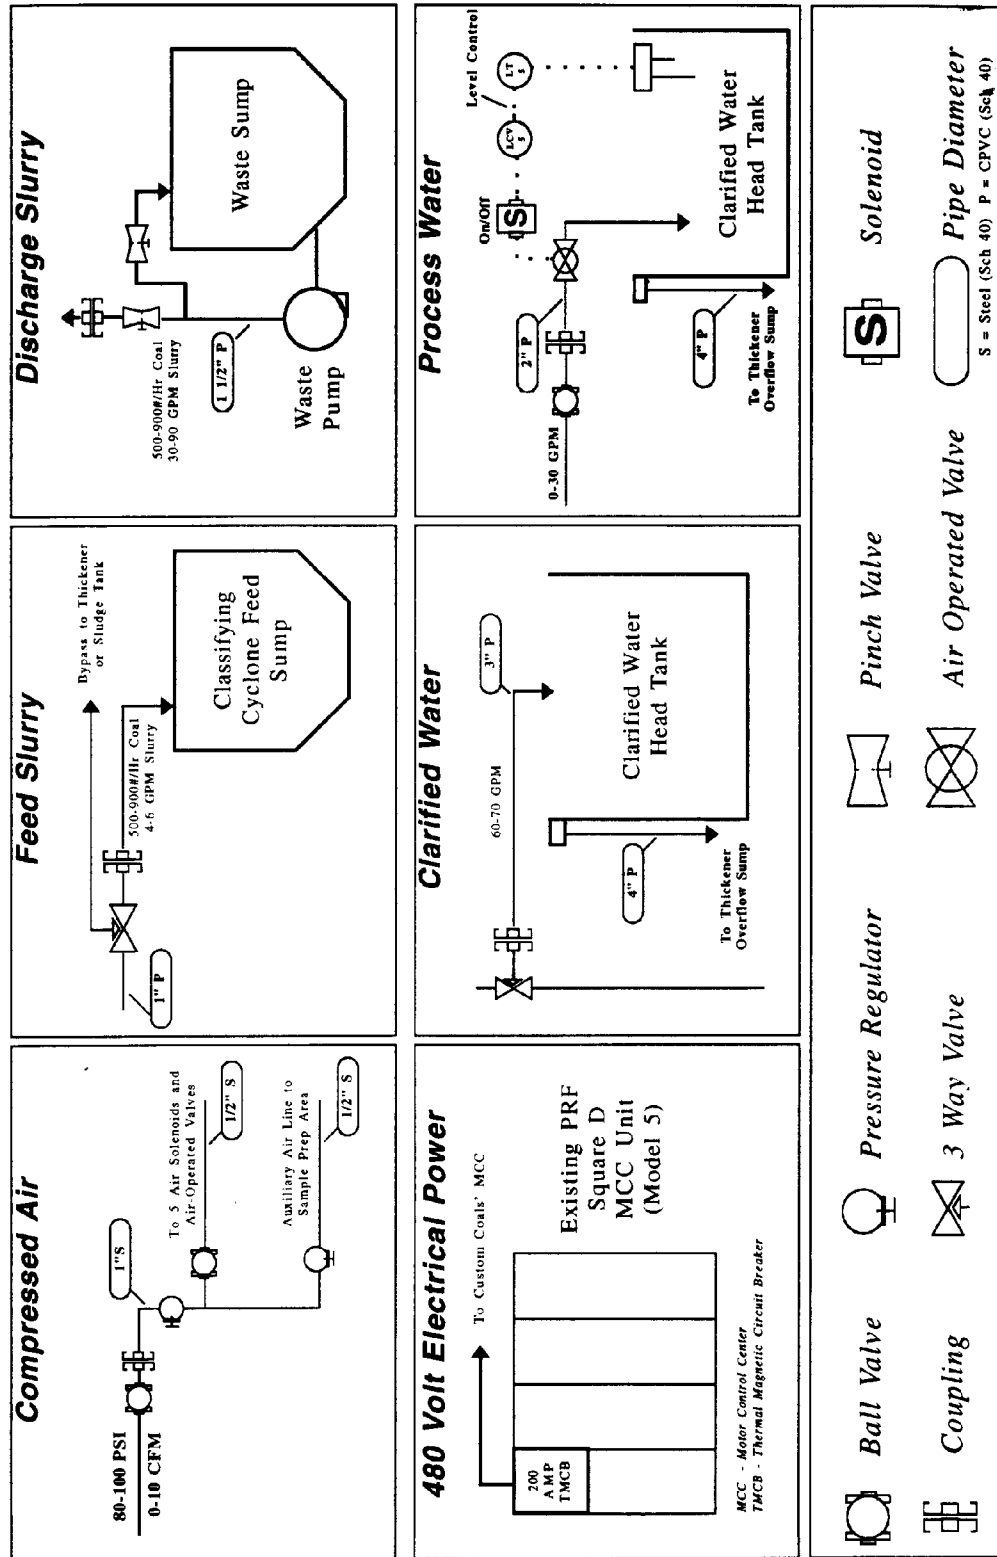 Compressed Air
80-100 PSI
0-10 CFM
1"S
To 5 Air Solenoids and
Air-Operated Valves
1/2" S
Auxiliary Air Line to
Sample Prep Area
1/2" S
Feed Slurry
1" P
Bypass to Thickener
or Sludge Tank
500-900#/Hr Coal
4-6 GPM Slurry
Classifying
Cyclone Feed
Sump
Discharge Slurry
500-900#/Hr Coal
30-90 GPM Slurry
1 1/2" P
Waste
Pump
Waste Sump
480 Volt Electrical Power
To Custom Coals' MCC
200
AMP
TMCB
Existing PRF
Square D
MCC Unit
(Model 5)
MCC - Motor Control Center
TMCB - Thermal Magnetic Circuit Breaker
Clarified Water
60-70 GPM
3" P
4" P
To Thickener
Overflow Sump
Clarified Water
Head Tank
Process Water
0-30 GPM
2" P
On/Off
S
LCV
5
LT
5
Level Control
4" P
To Thickener
Overflow Sump
Clarified Water
Head Tank
Ball Valve
Pressure Regulator
Pinch Valve
S
Solenoid
Coupling
3 Way Valve
Air Operated Valve
Pipe Diameter
S = Steel (Sch 40) P = CPVC (Sch 40)